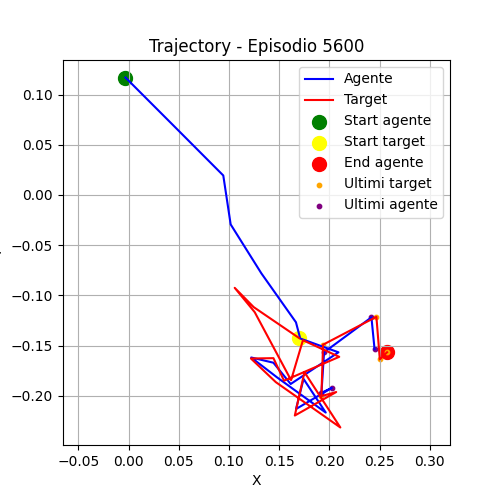 Trajectory - Episodio 5600
Agente
Target
Start agente
Start target
End agente
Ultimi target
Ultimi agente
0.10
0.05
0.00
−0.05
−0.10
−0.15
−0.20
−0.05
0.00
0.05
0.10
0.15
0.20
0.25
0.30
X